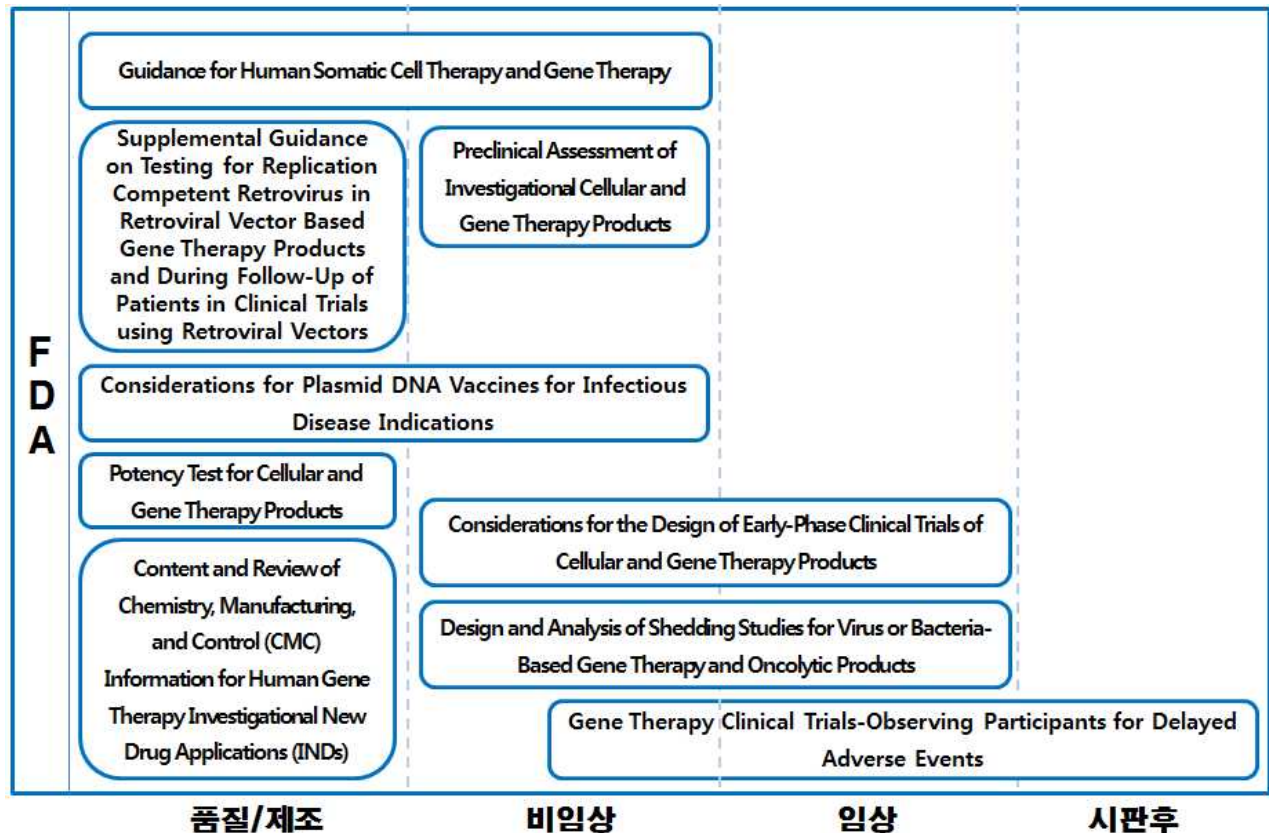 F
D
A
Guidance for Human Somatic Cell Therapy and Gene Therapy
Supplemental Guidance
on Testing for Replication
Competent Retrovirus in
Retroviral Vector Based
Gene Therapy Products
and During Follow-Up of
Patients in Clinical Trials
using Retroviral Vectors
Preclinical Assessment of
Investigational Cellular and
Gene Therapy Products
Considerations for Plasmid DNA Vaccines for Infectious
Disease Indications
Potency Test for Cellular and
Gene Therapy Products
Considerations for the Design of Early-Phase Clinical Trials of
Cellular and Gene Therapy Products
Content and Review of
Chemistry, Manufacturing,
and Control (CMC)
Information for Human Gene
Therapy Investigational New
Drug Applications (INDs)
Design and Analysis of Shedding Studies for Virus or Bacteria-
Based Gene Therapy and Oncolytic Products
Gene Therapy Clinical Trials-Observing Participants for Delayed
Adverse Events
품질/제조
비임상
임상
시판후